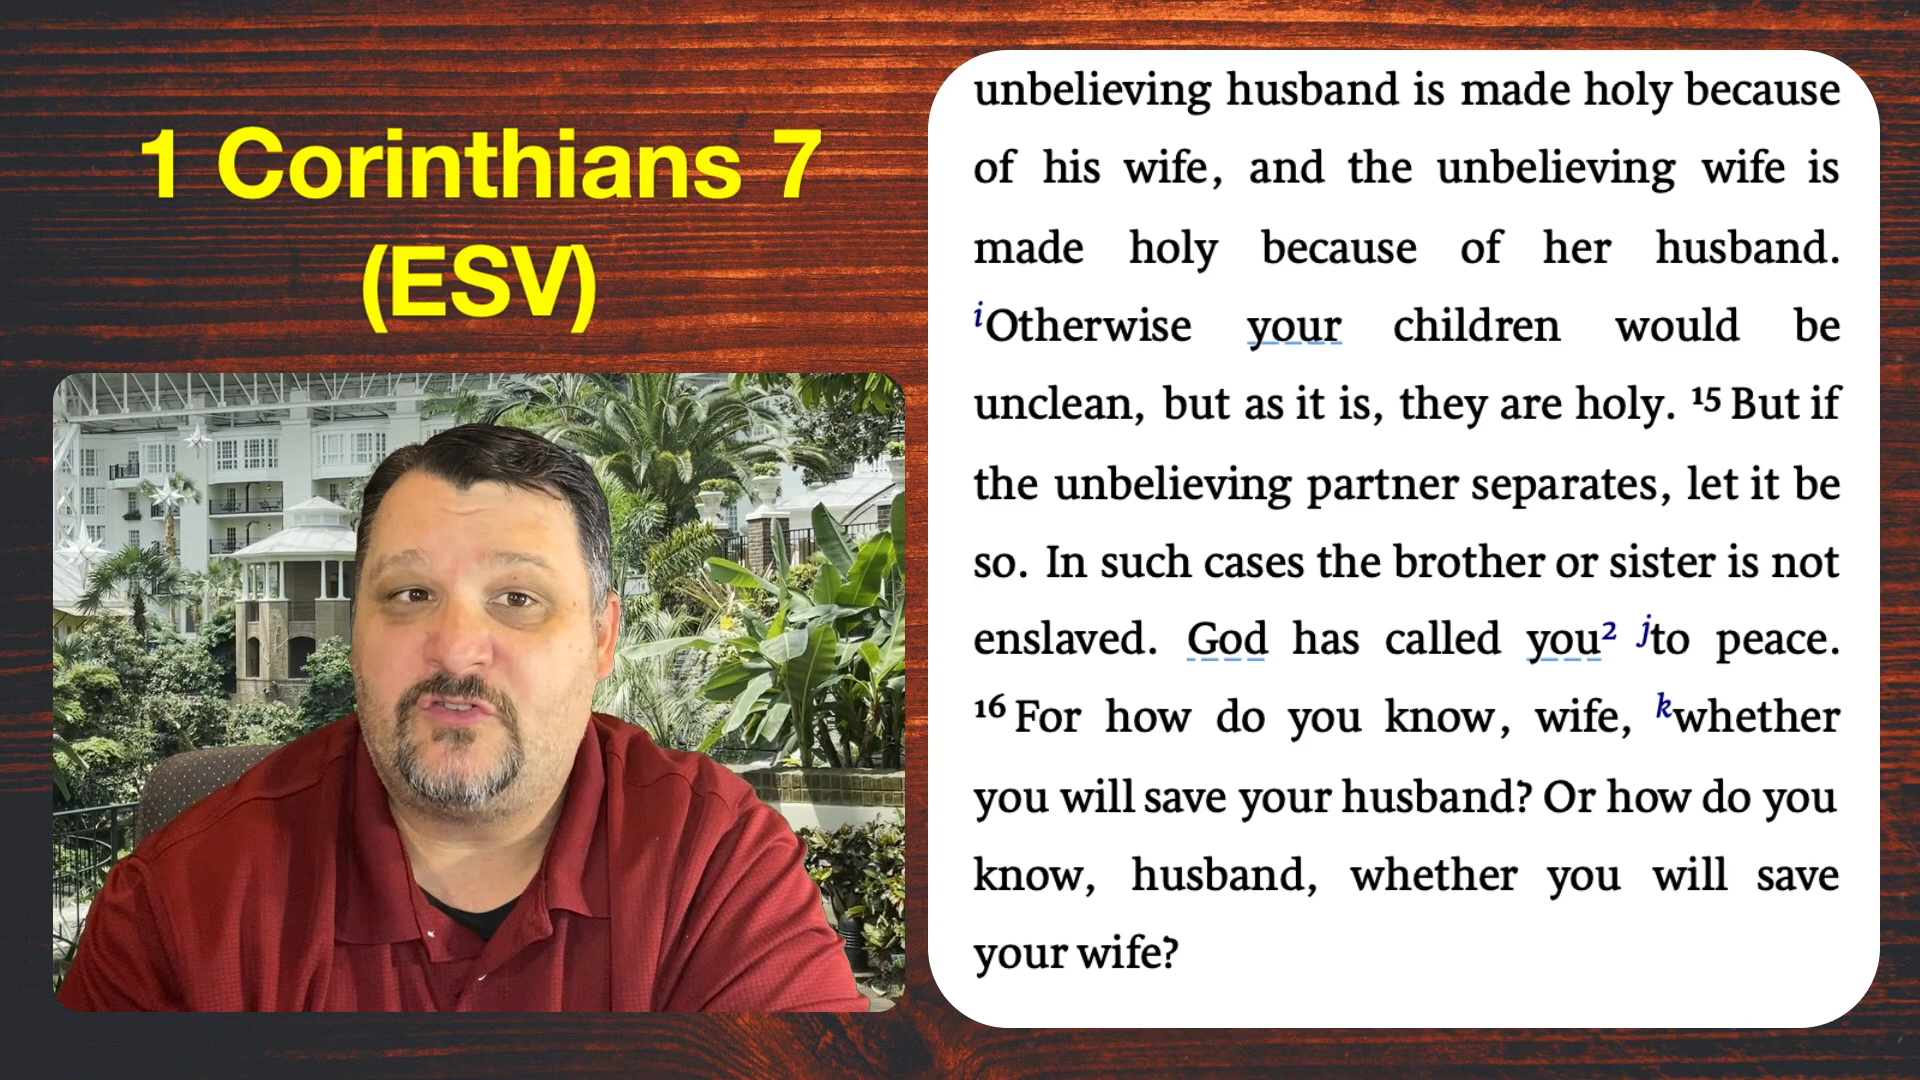 1 Corinthians 7
(ESV)
unbelieving husband is made holy because
of his wife, and the unbelieving wife is
made holy because of her husband.
iOtherwise your children would be
unclean, but as it is, they are holy. 15 But if
the unbelieving partner separates, let it be
so. In such cases the brother or sister is not
enslaved. God has called you2 jto peace.
16 For how do you know, wife, kwhether
you will save your husband? Or how do you
know, husband, whether you will save
your wife?